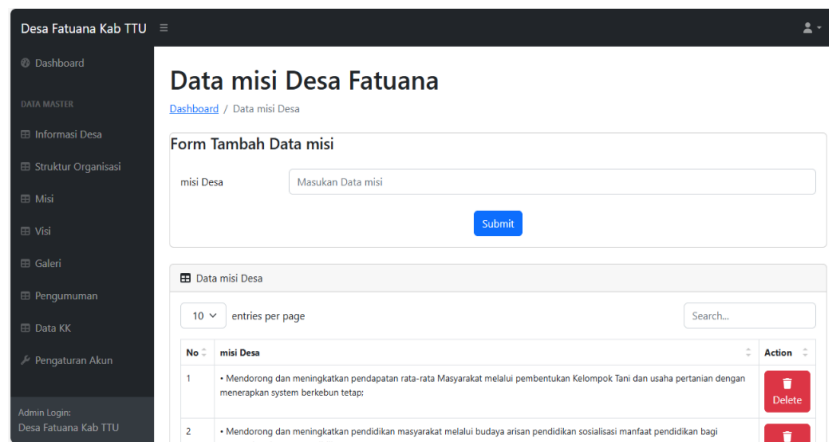 Desa Fatuana Kab TTU
Dashboard
DATA MASTER
Informasi Desa
Struktur Organisasi
Misi
Visi
Galeri
Pengumuman
Data KK
Pengaturan Akun
Admin Login:
Desa Fatuana Kab TTU
Data misi Desa Fatuana
Dashboard / Data misi Desa
Form Tambah Data misi
misi Desa
Masukan Data misi
Submit
Data misi Desa
10 entries per page
Search...
No misi Desa Action
1 • Mendorong dan meningkatkan pendapatan rata-rata Masyarakat melalui pembentukan Kelompok Tani dan usaha pertanian dengan
menerapkan system berkebun tetap:
Delete
2 • Mendorong dan meningkatkan pendidikan masyarakat melalui budaya arisan pendidikan sosialisasi manfaat pendidikan bagi